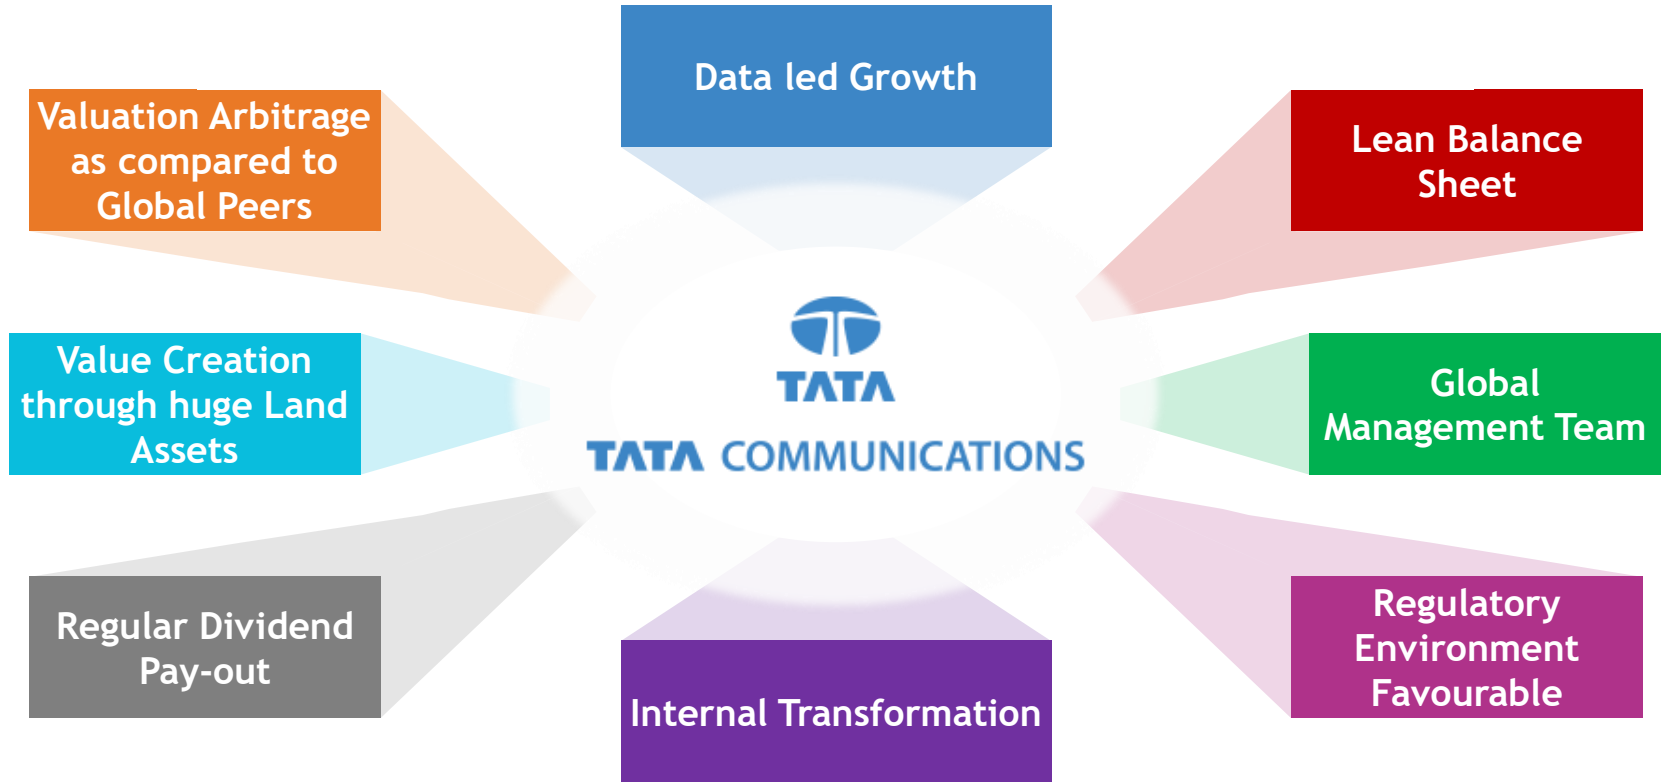 Data led Growth
Valuation Arbitrage
as compared to
Global Peers
Lean Balance
Sheet
TATA
TATA COMMUNICATIONS
Value Creation
through huge Land
Assets
Global
Management Team
Regular Dividend
Pay-out
Internal Transformation
Regulatory
Environment
Favourable